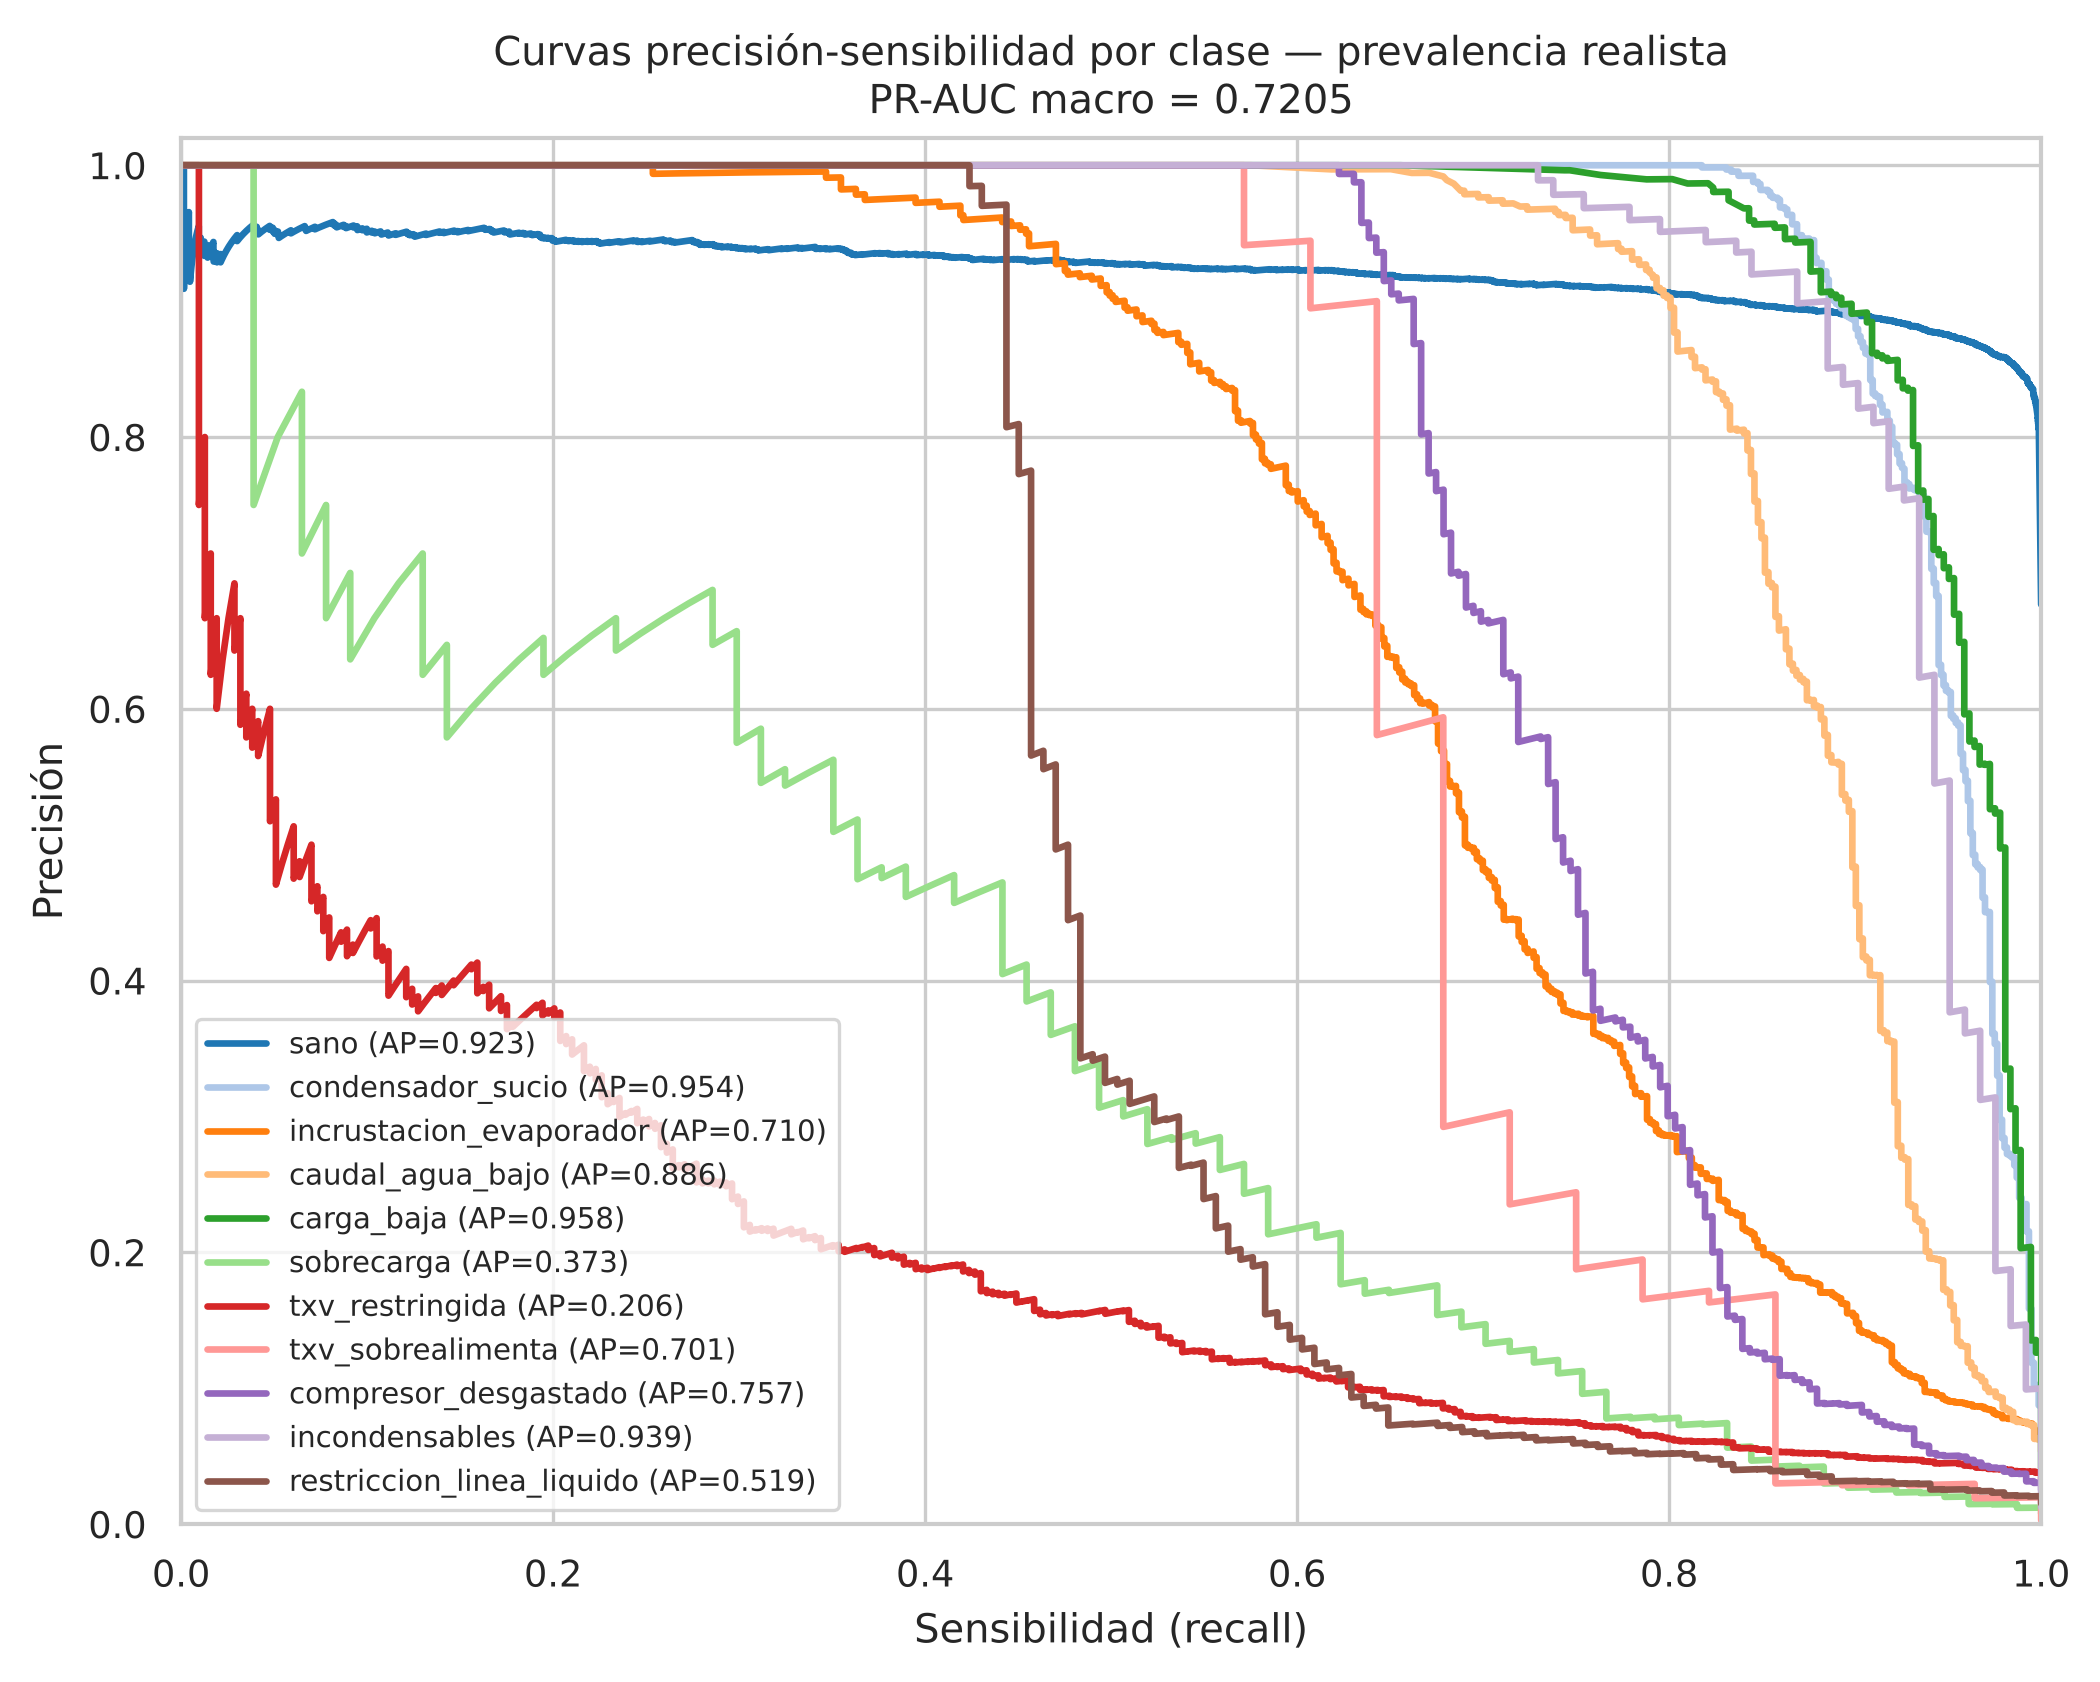 Curvas precisión-sensibilidad por clase — prevalencia realista
PR-AUC macro = 0.7205
1.0
0.8
0.6
0.4
0.2
0.0
Precisión
sano (AP=0.923)
condensador_sucio (AP=0.954)
incrustacion_evaporador (AP=0.710)
caudal_agua_bajo (AP=0.886)
carga_baja (AP=0.958)
sobrecarga (AP=0.373)
txv_restringida (AP=0.206)
txv_sobrealimenta (AP=0.701)
compresor_desgastado (AP=0.757)
incondensables (AP=0.939)
restriccion_linea_liquido (AP=0.519)
0.0 0.2 0.4 0.6 0.8 1.0
Sensibilidad (recall)